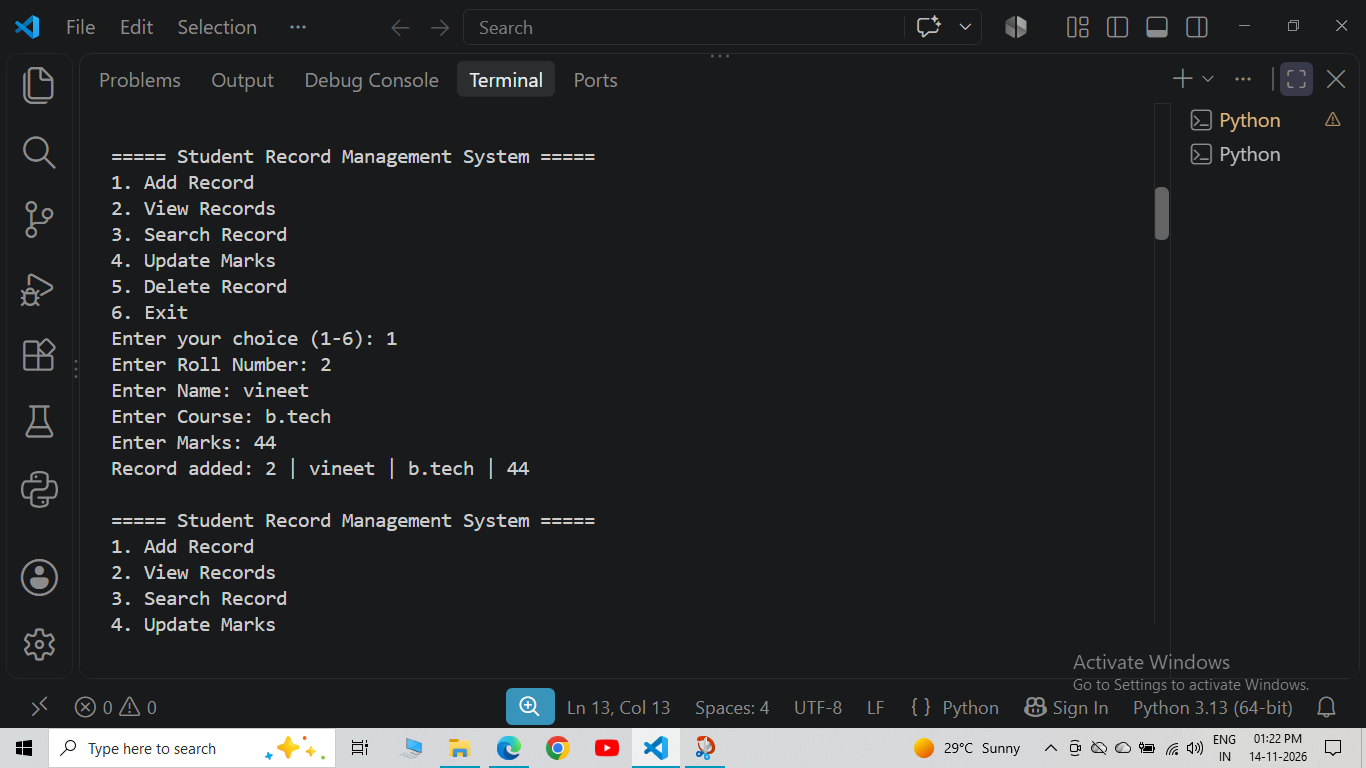 File Edit Selection ··· Search
Problems Output Debug Console Terminal Ports
===== Student Record Management System =====
1. Add Record
2. View Records
3. Search Record
4. Update Marks
5. Delete Record
6. Exit
Enter your choice (1-6): 1
Enter Roll Number: 2
Enter Name: vineet
Enter Course: b.tech
Enter Marks: 44
Record added: 2 | vineet | b.tech | 44
===== Student Record Management System =====
1. Add Record
2. View Records
3. Search Record
4. Update Marks
Python
Python
Activate Windows
Go to Settings to activate Windows.
0 0 Ln 13, Col 13 Spaces: 4 UTF-8 LF { } Python Sign In Python 3.13 (64-bit)
Type here to search 29°C Sunny ENG 01:22 PM
IN 14-11-2026